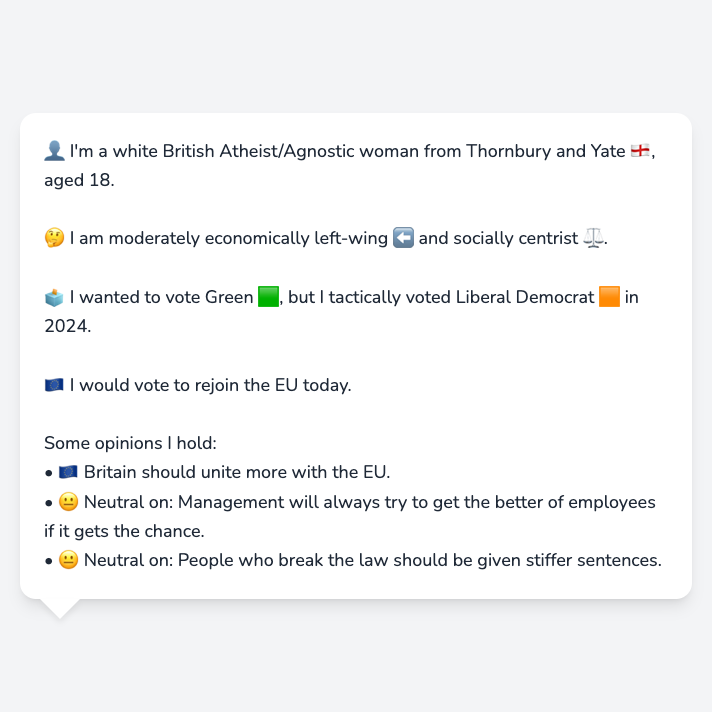 👤 I'm a white British Atheist/Agnostic woman from Thornbury and Yate 🏴󠁧󠁢󠁥󠁮󠁧󠁿,
aged 18.
🤔 I am moderately economically left-wing ⬅️ and socially centrist ⚖️.
🗳️ I wanted to vote Green 🟩, but I tactically voted Liberal Democrat 🟧 in
2024.
🇪🇺 I would vote to rejoin the EU today.
Some opinions I hold:
• 🇪🇺 Britain should unite more with the EU.
• 😐 Neutral on: Management will always try to get the better of employees
if it gets the chance.
• 😐 Neutral on: People who break the law should be given stiffer sentences.